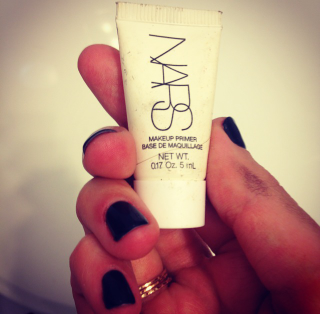 NARS
MAKEUP PRIMER
BASE DE MAQUILLAGE
NET WT.
0.17 Oz. 5 mL